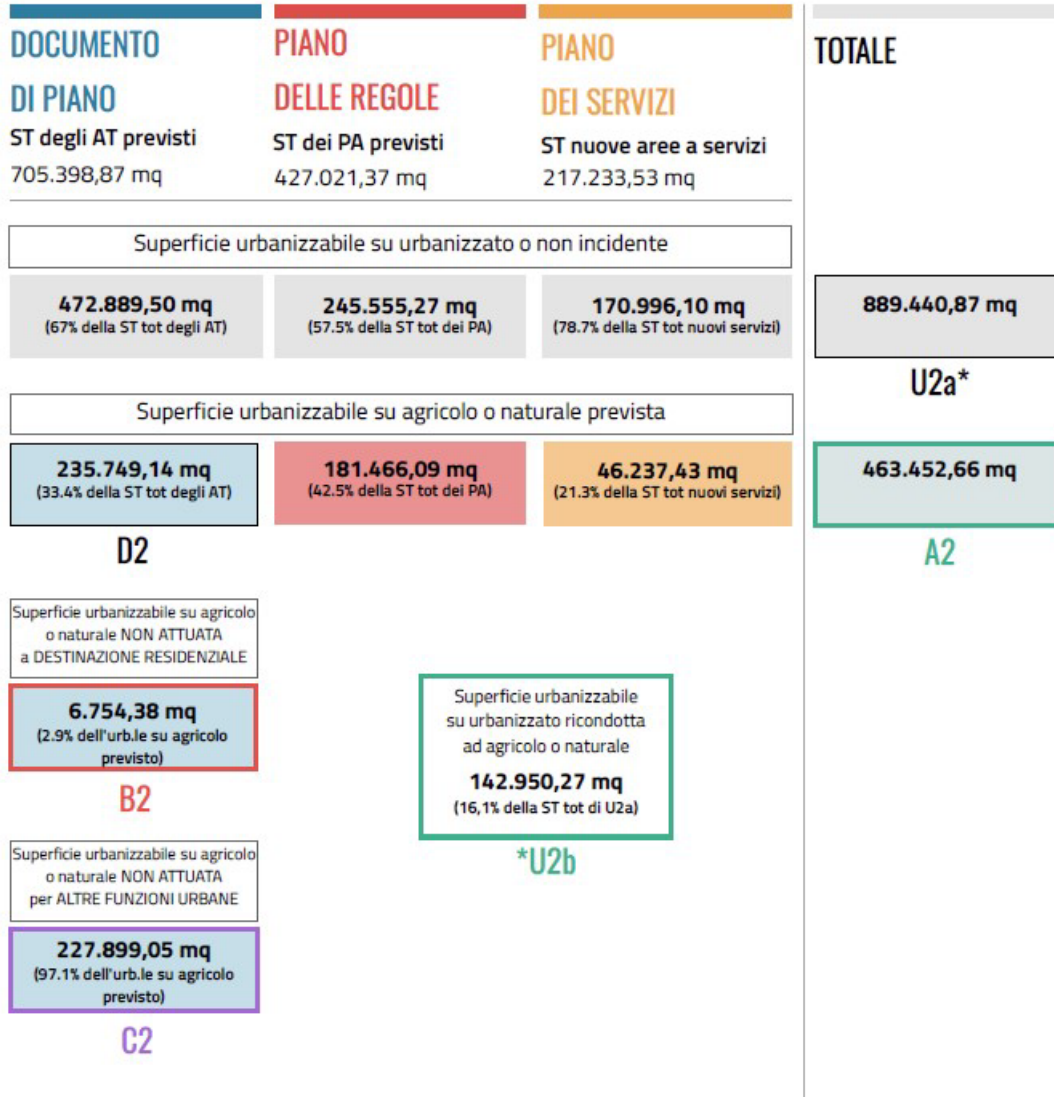 DOCUMENTO
DI PIANO
ST degli AT previsti
705.398,87 mq
PIANO
DELLE REGOLE
ST dei PA previsti
427.021,37 mq
PIANO
DEI SERVIZI
ST nuove aree a servizi
217.233,53 mq
TOTALE
Superficie urbanizzabile su urbanizzato o non incidente
472.889,50 mq
(67% della ST tot degli AT)
245.555,27 mq
(57.5% della ST tot dei PA)
170.996,10 mq
(78.7% della ST tot nuovi servizi)
889.440,87 mq
U2a*
Superficie urbanizzabile su agricolo o naturale prevista
235.749,14 mq
(33.4% della ST tot degli AT)
D2
181.466,09 mq
(42.5% della ST tot dei PA)
46.237,43 mq
(21.3% della ST tot nuovi servizi)
463.452,66 mq
A2
Superficie urbanizzabile su agricolo
o naturale NON ATTUATA
a DESTINAZIONE RESIDENZIALE
6.754,38 mq
(2.9% dell'urb.le su agricolo
previsto)
B2
Superficie urbanizzabile
su urbanizzato ricondotta
ad agricolo o naturale
142.950,27 mq
(16,1% della ST tot di U2a)
*U2b
Superficie urbanizzabile su agricolo
o naturale NON ATTUATA
per ALTRE FUNZIONI URBANE
227.899,05 mq
(97.1% dell'urb.le su agricolo
previsto)
C2